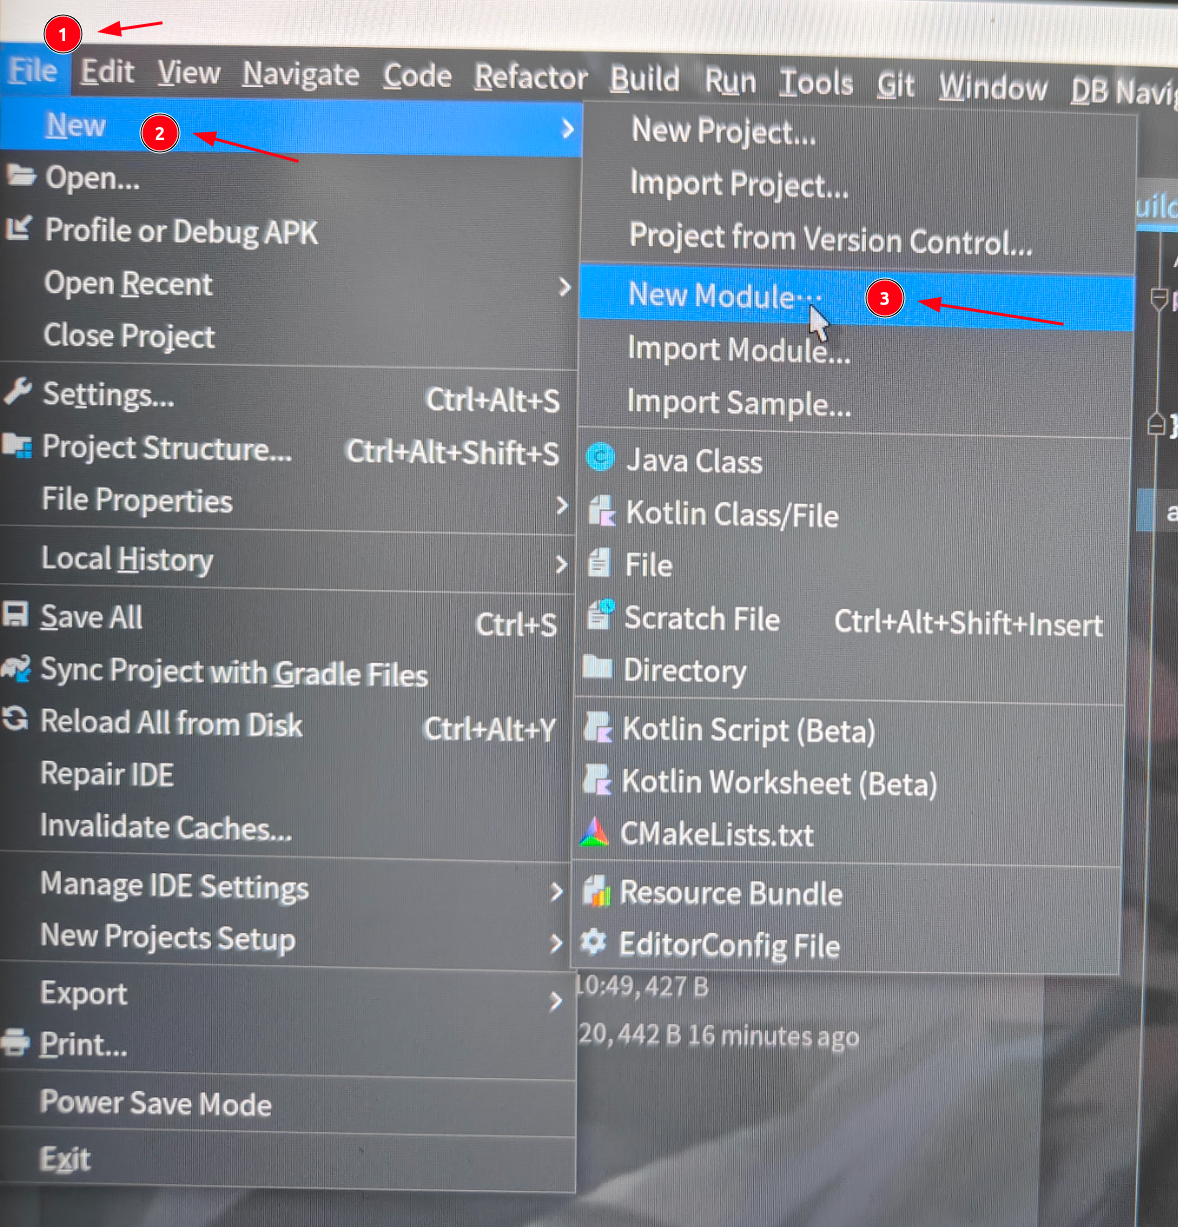 1
File Edit View Navigate Code Refactor Build Run Tools Git Window DB Navi
New 2
Open...
Profile or Debug APK
Open Recent
Close Project
Settings... Ctrl+Alt+S
Project Structure... Ctrl+Alt+Shift+S
File Properties
Local History
Save All Ctrl+S
Sync Project with Gradle Files
Reload All from Disk Ctrl+Alt+Y
Repair IDE
Invalidate Caches...
Manage IDE Settings
New Projects Setup
Export
Print...
Power Save Mode
Exit
New Project...
Import Project...
Project from Version Control...
New Module... 3
Import Module...
Import Sample...
Java Class
Kotlin Class/File
File
Scratch File Ctrl+Alt+Shift+Insert
Directory
Kotlin Script (Beta)
Kotlin Worksheet (Beta)
CMakeLists.txt
Resource Bundle
EditorConfig File
10:49, 427 B
20, 442 B 16 minutes ago